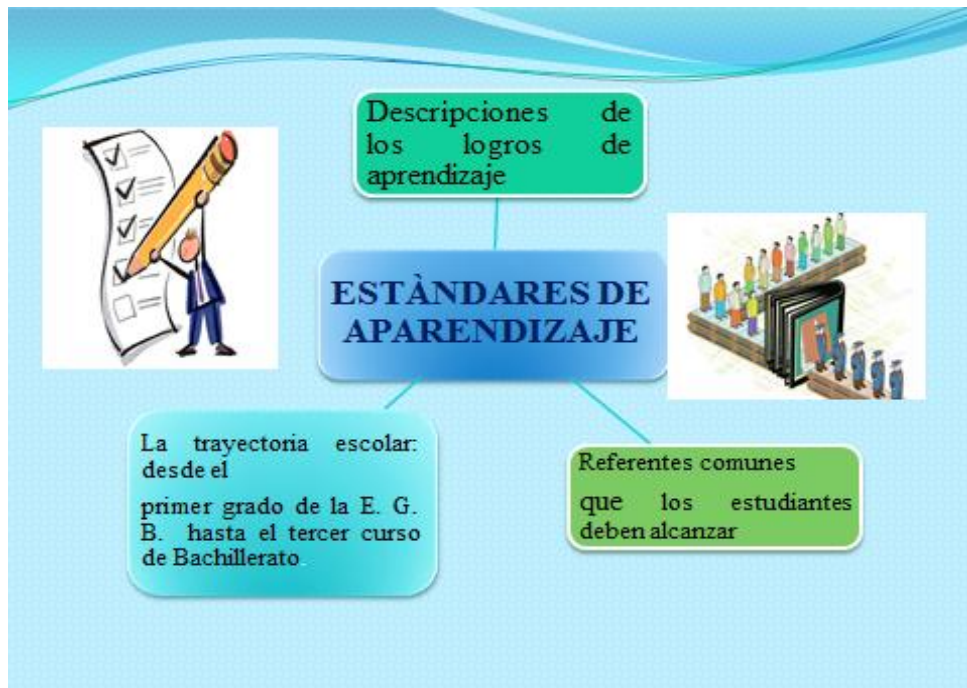 Descripciones de
los logros de
aprendizaje
ESTÀNDARES DE
APARENDIZAJE
La trayectoria escolar:
desde el
primer grado de la E. G.
B. hasta el tercer curso
de Bachillerato.
Referentes comunes
que los estudiantes
deben alcanzar